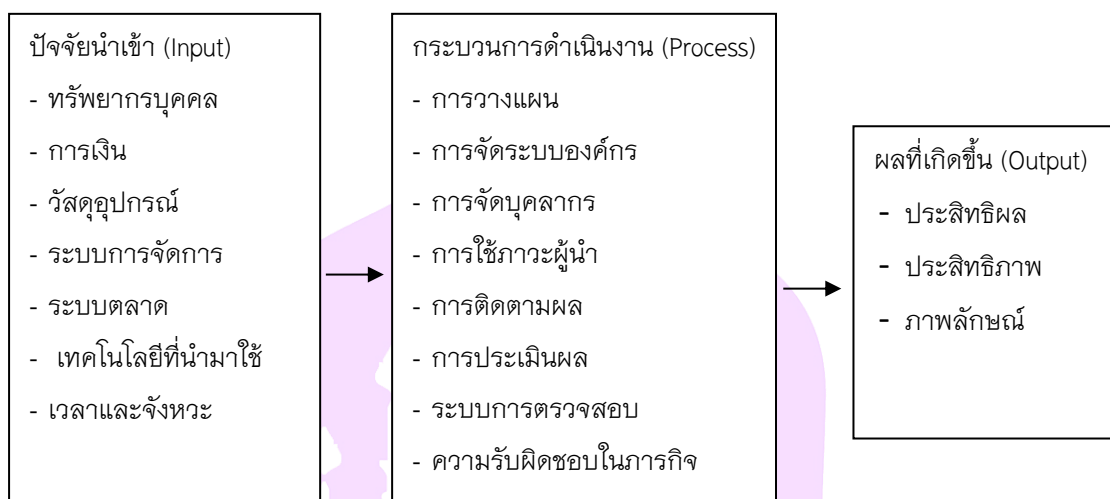 ปัจจัยนำเข้า (Input)
- ทรัพยากรบุคคล
- การเงิน
- วัสดุอุปกรณ์
- ระบบการจัดการ
- ระบบตลาด
- เทคโนโลยีที่นำมาใช้
- เวลาและจังหวะ
กระบวนการดำเนินงาน (Process)
- การวางแผน
- การจัดระบบองค์กร
- การจัดบุคลากร
- การใช้ภาวะผู้นำ
- การติดตามผล
- การประเมินผล
- ระบบการตรวจสอบ
- ความรับผิดชอบในภารกิจ
ผลที่เกิดขึ้น (Output)
- ประสิทธิผล
- ประสิทธิภาพ
- ภาพลักษณ์